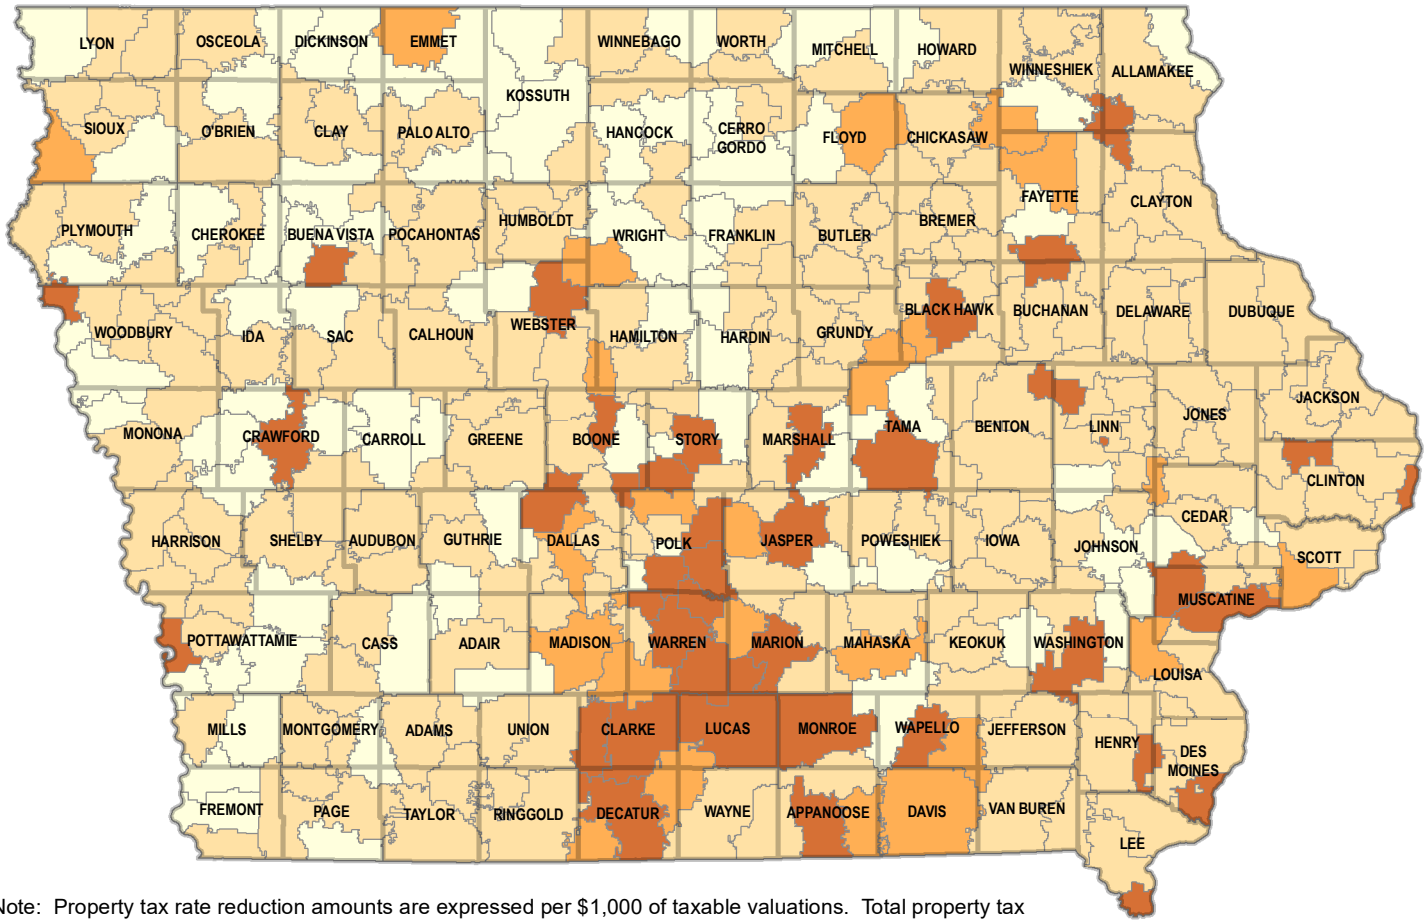 LYON
OSCEOLA
DICKINSON
EMMET
WINNEBAGO
WORTH
MITCHELL
HOWARD
WINNESHIEK
ALLAMAKEE
KOSSUTH
SIOUX
O'BRIEN
CLAY
PALO ALTO
HANCOCK
CERRO
GORDO
FLOYD
CHICKASAW
FAYETTE
CLAYTON
PLYMOUTH
CHEROKEE
BUENA VISTA
POCAHONTAS
HUMBOLDT
WRIGHT
FRANKLIN
BUTLER
BREMER
WOODBURY
IDA
SAC
CALHOUN
WEBSTER
HAMILTON
HARDIN
GRUNDY
BLACK HAWK
BUCHANAN
DELAWARE
DUBUQUE
MONONA
CRAWFORD
CARROLL
GREENE
BOONE
STORY
MARSHALL
TAMA
BENTON
LINN
JONES
JACKSON
CLINTON
HARRISON
SHELBY
AUDUBON
GUTHRIE
DALLAS
POLK
JASPER
POWESHIEK
IOWA
JOHNSON
CEDAR
SCOTT
MUSCATINE
POTTAWATTAMIE
CASS
ADAIR
MADISON
WARREN
MARION
MAHASKA
KEOKUK
WASHINGTON
LOUISA
MILLS
MONTGOMERY
ADAMS
UNION
CLARKE
LUCAS
MONROE
WAPELLO
JEFFERSON
HENRY
DES
MOINES
FREMONT
PAGE
TAYLOR
RINGGOLD
DECATUR
WAYNE
APPANOOSE
DAVIS
VAN BUREN
LEE
Note: Property tax rate reduction amounts are expressed per $1,000 of taxable valuations. Total property tax